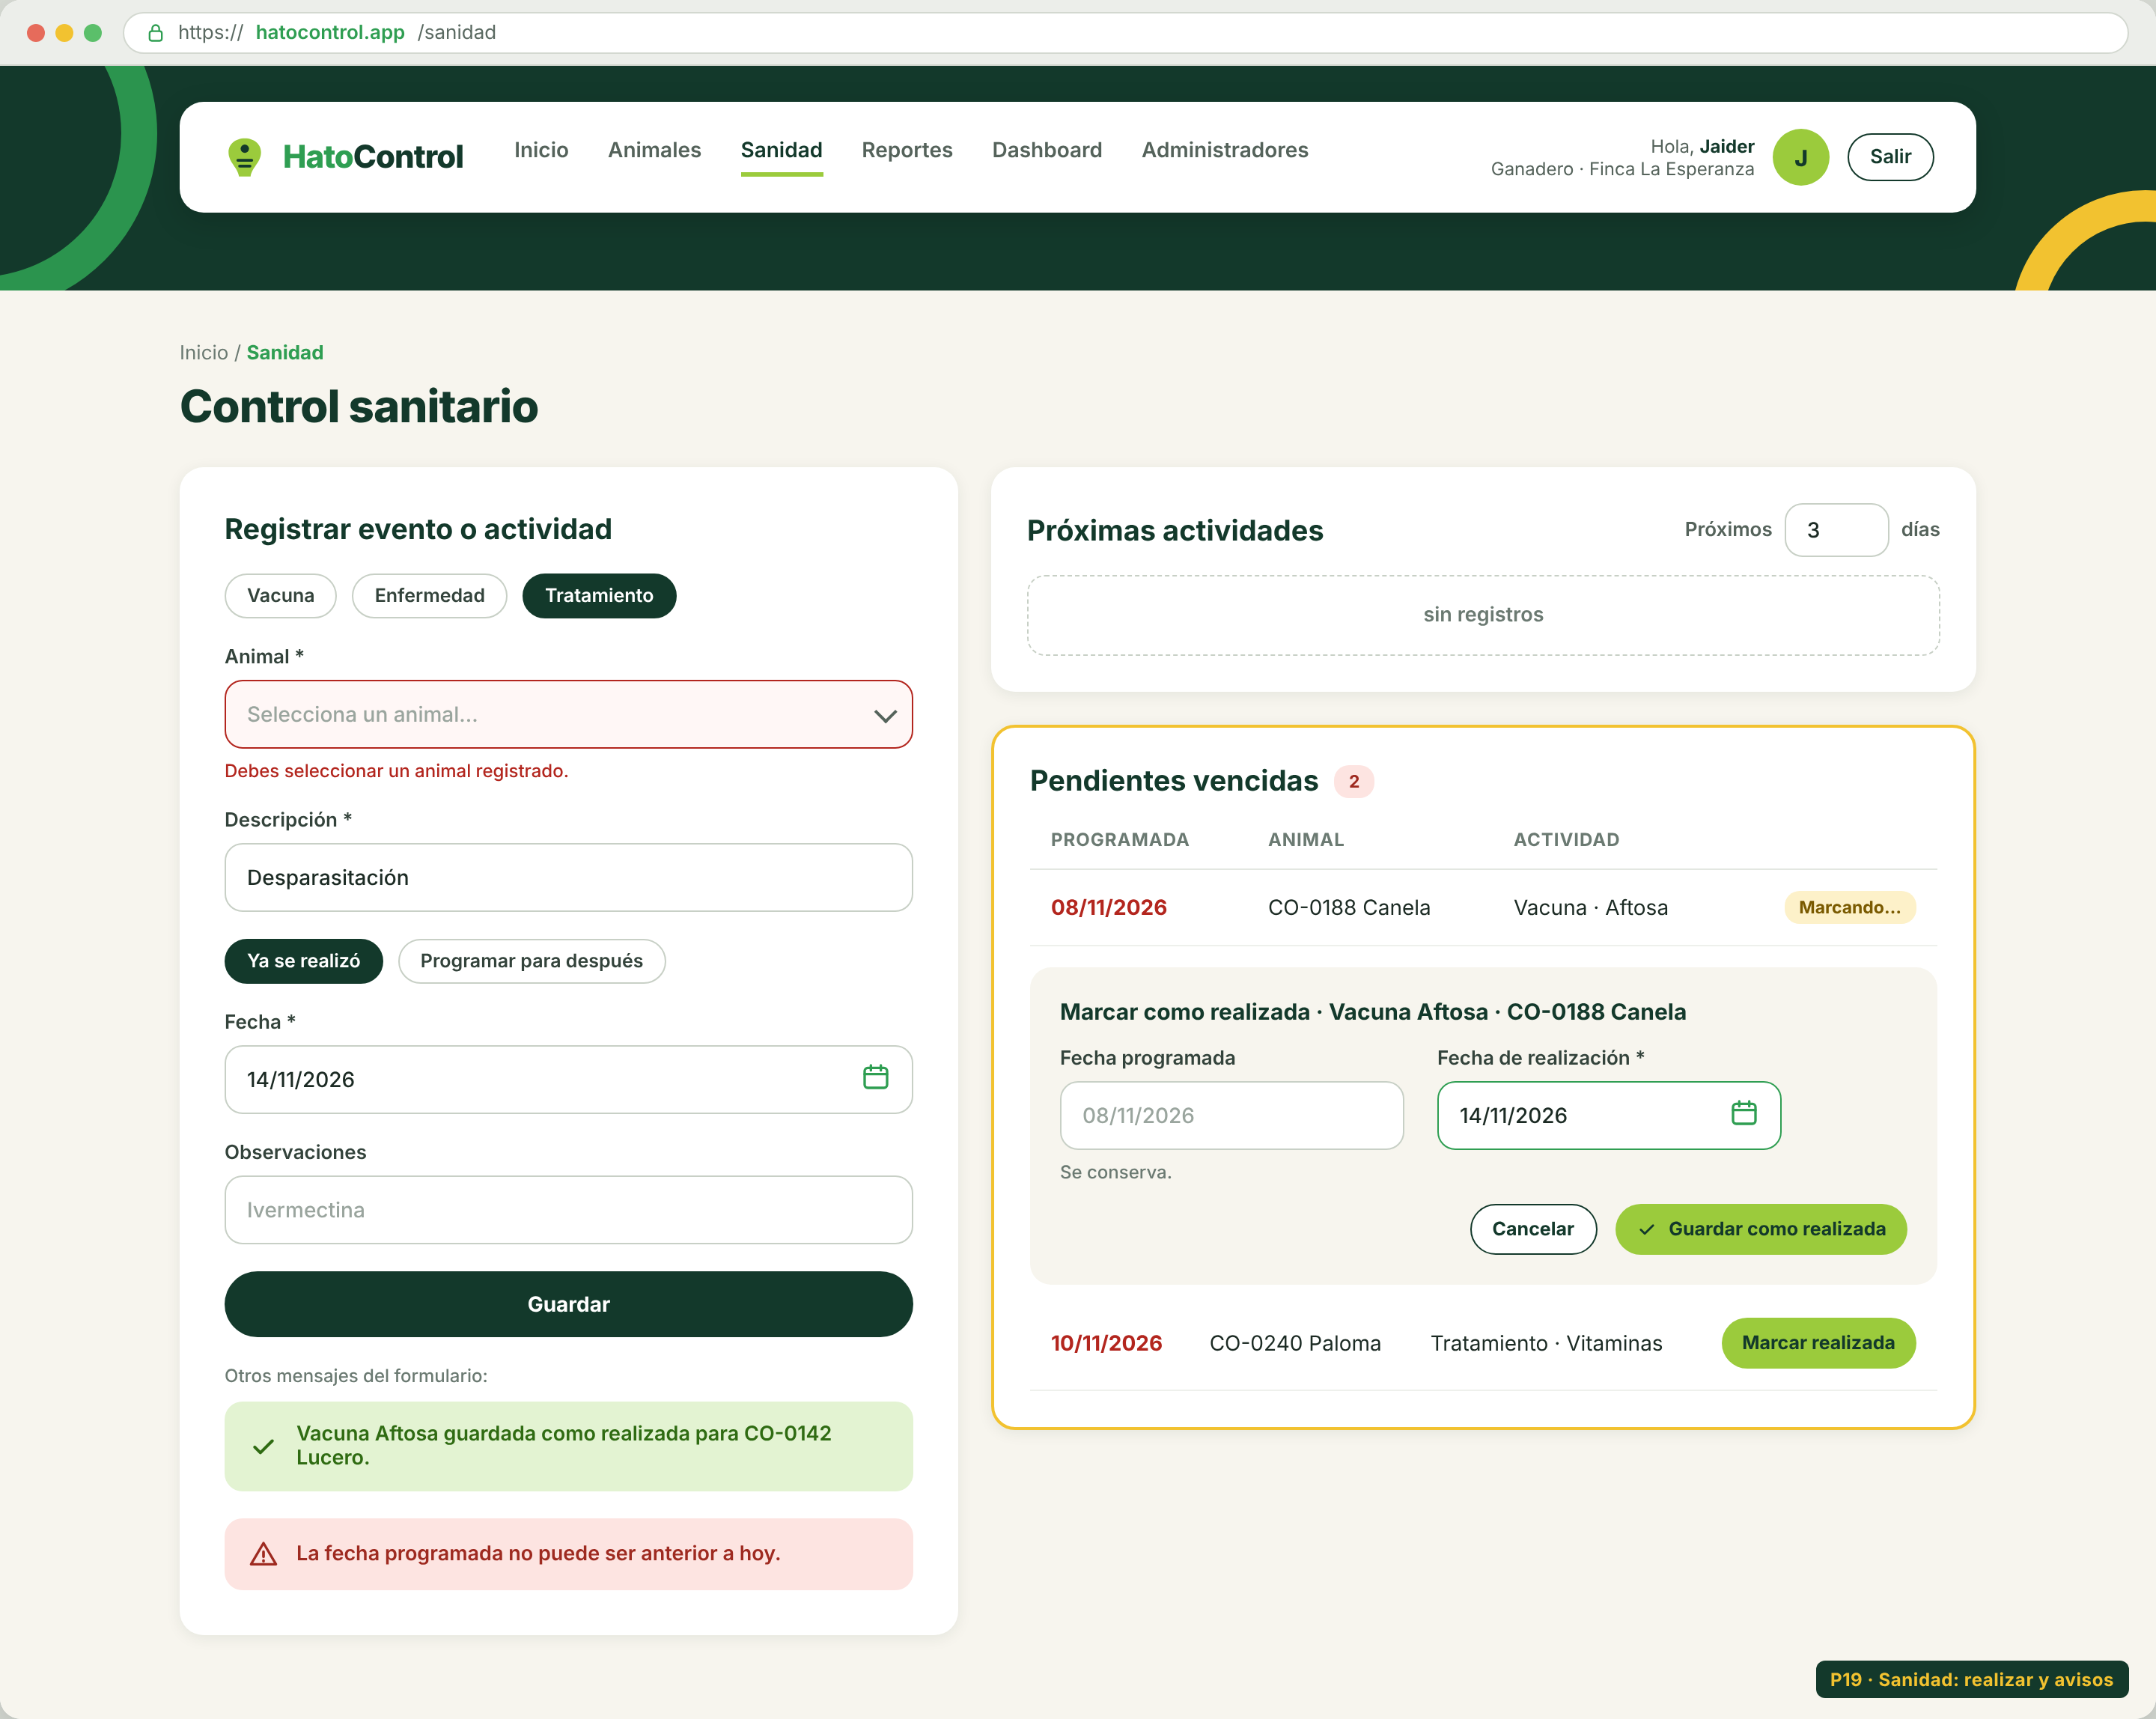 https:// hatocontrol.app /sanidad
HatoControl
Inicio
Animales
Sanidad
Reportes
Dashboard
Administradores
Hola, Jaider
Ganadero · Finca La Esperanza
J
Salir
Inicio / Sanidad
Control sanitario
Registrar evento o actividad
Vacuna
Enfermedad
Tratamiento
Animal *
Selecciona un animal...
Debes seleccionar un animal registrado.
Descripción *
Desparasitación
Ya se realizó
Programar para después
Fecha *
14/11/2026
Observaciones
Ivermectina
Guardar
Otros mensajes del formulario:
Vacuna Aftosa guardada como realizada para CO-0142
Lucero.
La fecha programada no puede ser anterior a hoy.
Próximas actividades
Próximos 3 días
sin registros
Pendientes vencidas 2
PROGRAMADA ANIMAL ACTIVIDAD
08/11/2026 CO-0188 Canela Vacuna · Aftosa Marcando...
Marcar como realizada · Vacuna Aftosa · CO-0188 Canela
Fecha programada
08/11/2026
Se conserva.
Fecha de realización *
14/11/2026
Cancelar
Guardar como realizada
10/11/2026 CO-0240 Paloma Tratamiento · Vitaminas Marcar realizada
P19 · Sanidad: realizar y avisos